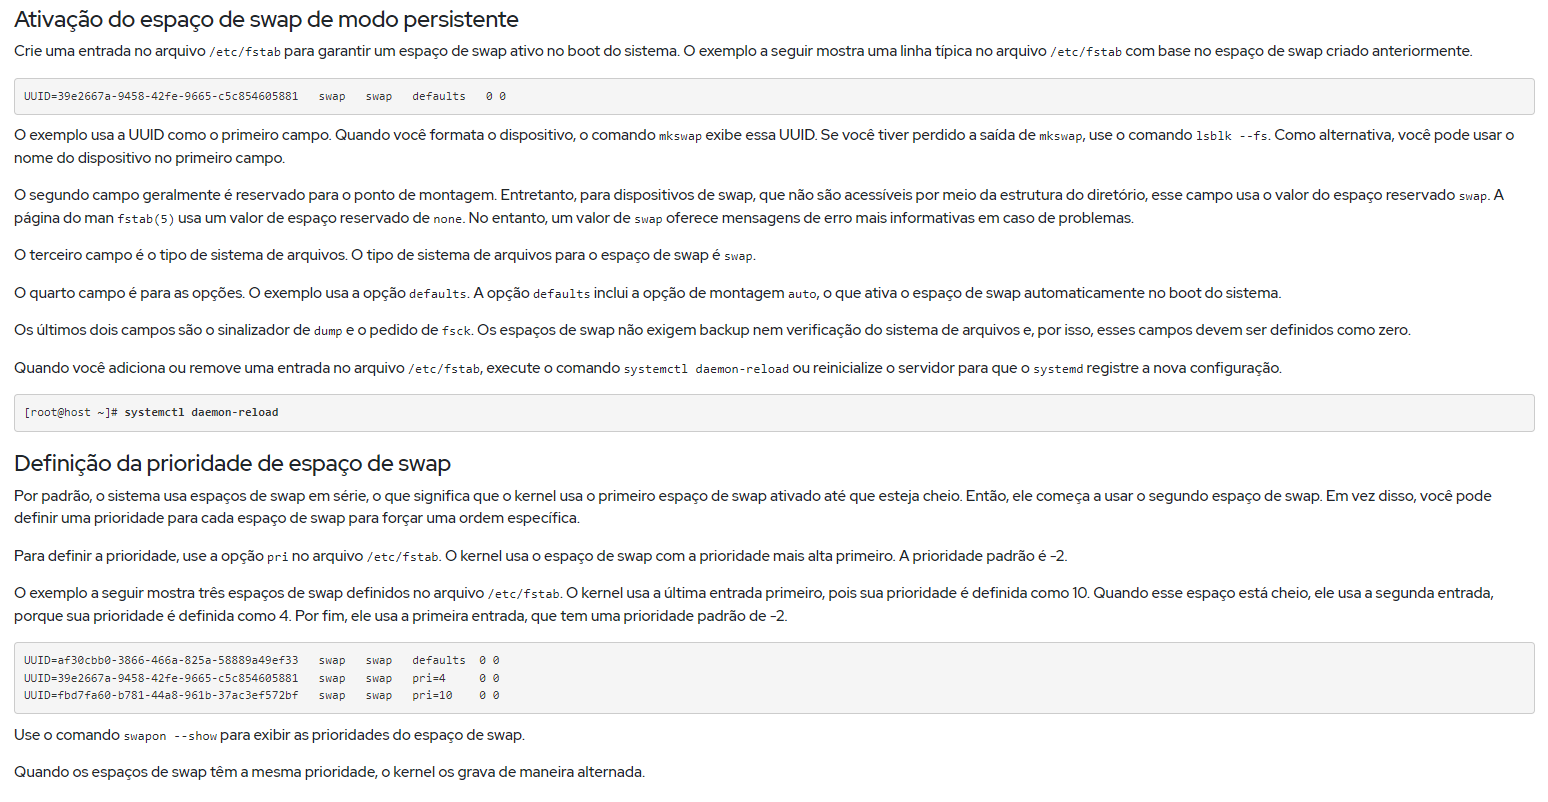 Ativação do espaço de swap de modo persistente
Crie uma entrada no arquivo /etc/fstab para garantir um espaço de swap ativo no boot do sistema. O exemplo a seguir mostra uma linha típica no arquivo /etc/fstab com base no espaço de swap criado anteriormente.
UUID=39e2667a-9458-42fe-9665-c5c854605881   swap   swap   defaults   0 0
O exemplo usa a UUID como o primeiro campo. Quando você formata o dispositivo, o comando mkswap exibe essa UUID. Se você tiver perdido a saída de mkswap, use o comando lsblk --fs. Como alternativa, você pode usar o
nome do dispositivo no primeiro campo.
O segundo campo geralmente é reservado para o ponto de montagem. Entretanto, para dispositivos de swap, que não são acessíveis por meio da estrutura do diretório, esse campo usa o valor do espaço reservado swap. A
página do man fstab(5) usa um valor de espaço reservado de none. No entanto, um valor de swap oferece mensagens de erro mais informativas em caso de problemas.
O terceiro campo é o tipo de sistema de arquivos. O tipo de sistema de arquivos para o espaço de swap é swap.
O quarto campo é para as opções. O exemplo usa a opção defaults. A opção defaults inclui a opção de montagem auto, o que ativa o espaço de swap automaticamente no boot do sistema.
Os últimos dois campos são o sinalizador de dump e o pedido de fsck. Os espaços de swap não exigem backup nem verificação do sistema de arquivos e, por isso, esses campos devem ser definidos como zero.
Quando você adiciona ou remove uma entrada no arquivo /etc/fstab, execute o comando systemctl daemon-reload ou reinicialize o servidor para que o systemd registre a nova configuração.
[root@host ~]# systemctl daemon-reload
Definição da prioridade de espaço de swap
Por padrão, o sistema usa espaços de swap em série, o que significa que o kernel usa o primeiro espaço de swap ativado até que esteja cheio. Então, ele começa a usar o segundo espaço de swap. Em vez disso, você pode
definir uma prioridade para cada espaço de swap para forçar uma ordem específica.
Para definir a prioridade, use a opção pri no arquivo /etc/fstab. O kernel usa o espaço de swap com a prioridade mais alta primeiro. A prioridade padrão é -2.
O exemplo a seguir mostra três espaços de swap definidos no arquivo /etc/fstab. O kernel usa a última entrada primeiro, pois sua prioridade é definida como 10. Quando esse espaço está cheio, ele usa a segunda entrada,
porque sua prioridade é definida como 4. Por fim, ele usa a primeira entrada, que tem uma prioridade padrão de -2.
UUID=af30cbb0-3866-466a-825a-58889a49ef33   swap   swap   defaults  0 0
UUID=39e2667a-9458-42fe-9665-c5c854605881   swap   swap   pri=4     0 0
UUID=fbd7fa60-b781-44a8-961b-37ac3ef572bf   swap   swap   pri=10    0 0
Use o comando swapon --show para exibir as prioridades do espaço de swap.
Quando os espaços de swap têm a mesma prioridade, o kernel os grava de maneira alternada.